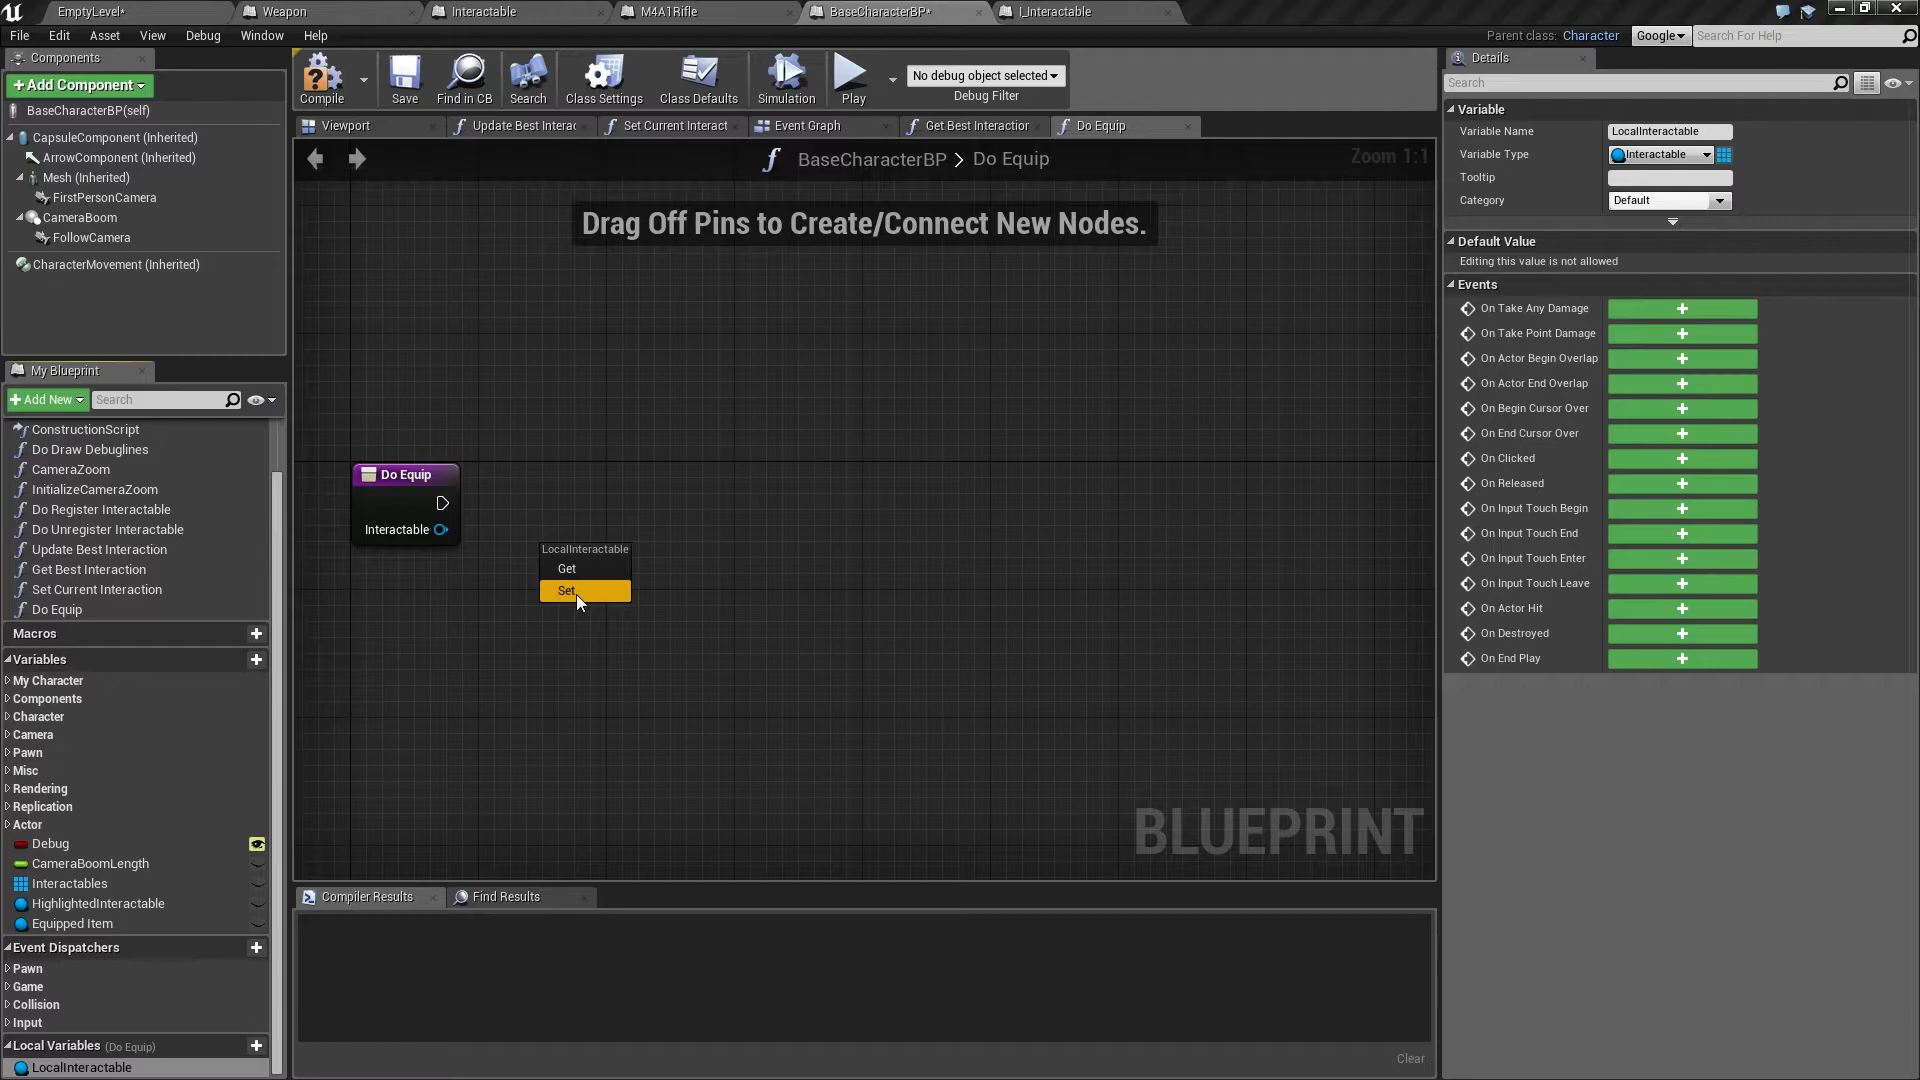 EmptyLevel*
Weapon
Interactable
M4A1Rifle
BaseCharacterBP*
I_Interactable
File
Edit
Asset
View
Debug
Window
Help
Parent class: Character
Google
Search For Help
Components
+Add Component
BaseCharacterBP(self)
CapsuleComponent (Inherited)
ArrowComponent (Inherited)
Mesh (Inherited)
FirstPersonCamera
CameraBoom
FollowCamera
CharacterMovement (Inherited)
Compile
Save
Find in CB
Search
Class Settings
Class Defaults
Simulation
Play
No debug object selected
Debug Filter
Viewport
Update Best Interac
Set Current Interact
Event Graph
Get Best Interaction
Do Equip
BaseCharacterBP > Do Equip
Zoom 1:1
Drag Off Pins to Create/Connect New Nodes.
Do Equip
Interactable
LocalInteractable
Get
Set
BLUEPRINT
My Blueprint
+Add New
Search
ConstructionScript
Do Draw Debuglines
CameraZoom
InitializeCameraZoom
Do Register Interactable
Do Unregister Interactable
Update Best Interaction
Get Best Interaction
Set Current Interaction
Do Equip
Macros
Variables
My Character
Components
Character
Camera
Pawn
Misc
Rendering
Replication
Actor
Debug
CameraBoomLength
Interactables
HighlightedInteractable
Equipped Item
Event Dispatchers
Pawn
Game
Collision
Input
Local Variables (Do Equip)
LocalInteractable
Compiler Results
Find Results
Clear
Details
Search
Variable
Variable Name
LocalInteractable
Variable Type
Interactable
Tooltip
Category
Default
Default Value
Editing this value is not allowed
Events
On Take Any Damage
On Take Point Damage
On Actor Begin Overlap
On Actor End Overlap
On Begin Cursor Over
On End Cursor Over
On Clicked
On Released
On Input Touch Begin
On Input Touch End
On Input Touch Enter
On Input Touch Leave
On Actor Hit
On Destroyed
On End Play